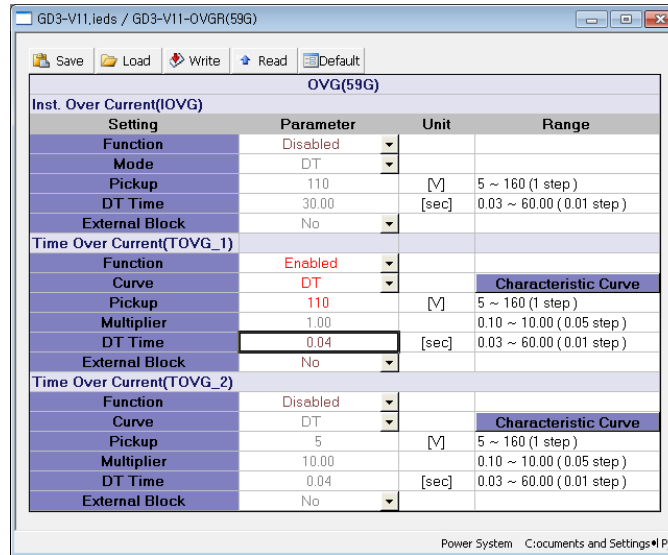 GD3-V11.ieds / GD3-V11-OVGR(59G)
Save Load Write Read Default
OVG(59G)
Inst. Over Current(IOVG)
Setting Parameter Unit Range
Function Disabled
Mode DT
Pickup 110 [V] 5 ~ 160 (1 step )
DT Time 30.00 [sec] 0.03 ~ 60.00 ( 0.01 step )
External Block No
Time Over Current(TOVG_1)
Function Enabled
Curve DT Characteristic Curve
Pickup 110 [V] 5 ~ 160 (1 step )
Multiplier 1.00 0.10 ~ 10.00 ( 0.05 step )
DT Time 0.04 [sec] 0.03 ~ 60.00 ( 0.01 step )
External Block No
Time Over Current(TOVG_2)
Function Disabled
Curve DT Characteristic Curve
Pickup 5 [V] 5 ~ 160 (1 step )
Multiplier 10.00 0.10 ~ 10.00 ( 0.05 step )
DT Time 0.04 [sec] 0.03 ~ 60.00 ( 0.01 step )
External Block No
Power System C:ocuments and Settings